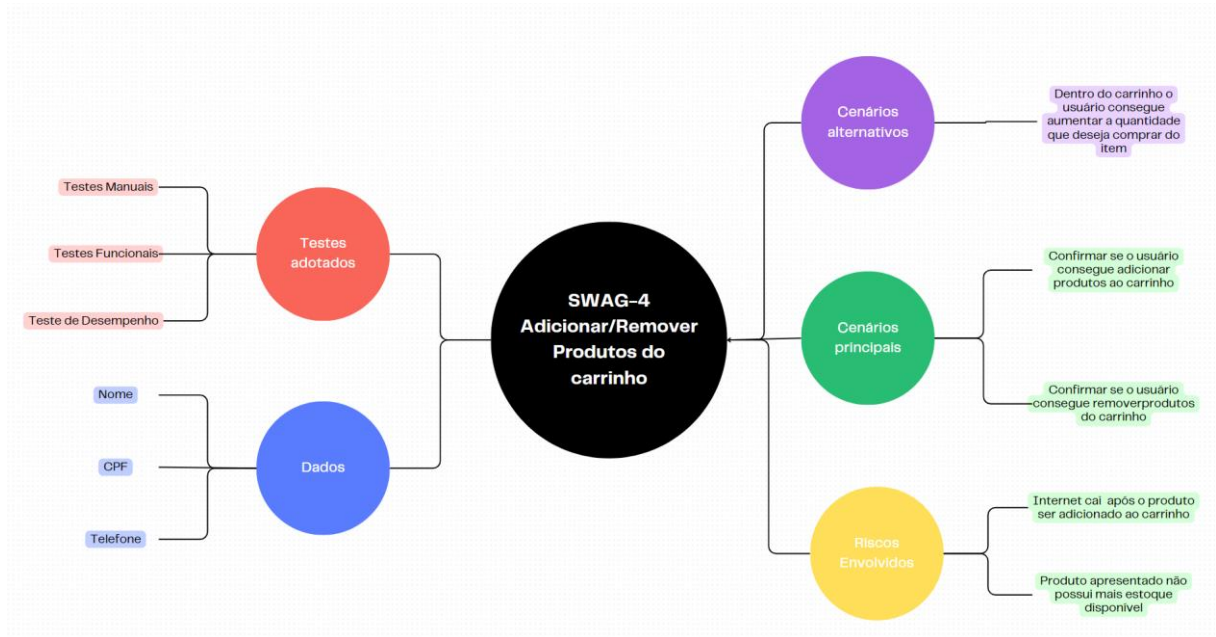 Testes Manuais
Testes Funcionais
Teste de Desempenho
Testes
adotados
Nome
CPF
Telefone
Dados
SWAG-4
Adicionar/Remover
Produtos do
carrinho
Cenários
alternativos
Dentro do carrinho o
usuário consegue
aumentar a quantidade
que deseja comprar do
item
Cenários
principais
Confirmar se o usuário
consegue adicionar
produtos ao carrinho
Confirmar se o usuário
consegue removerprodutos
do carrinho
Riscos
Envolvidos
Internet cai após o produto
ser adicionado ao carrinho
Produto apresentado não
possui mais estoque
disponível